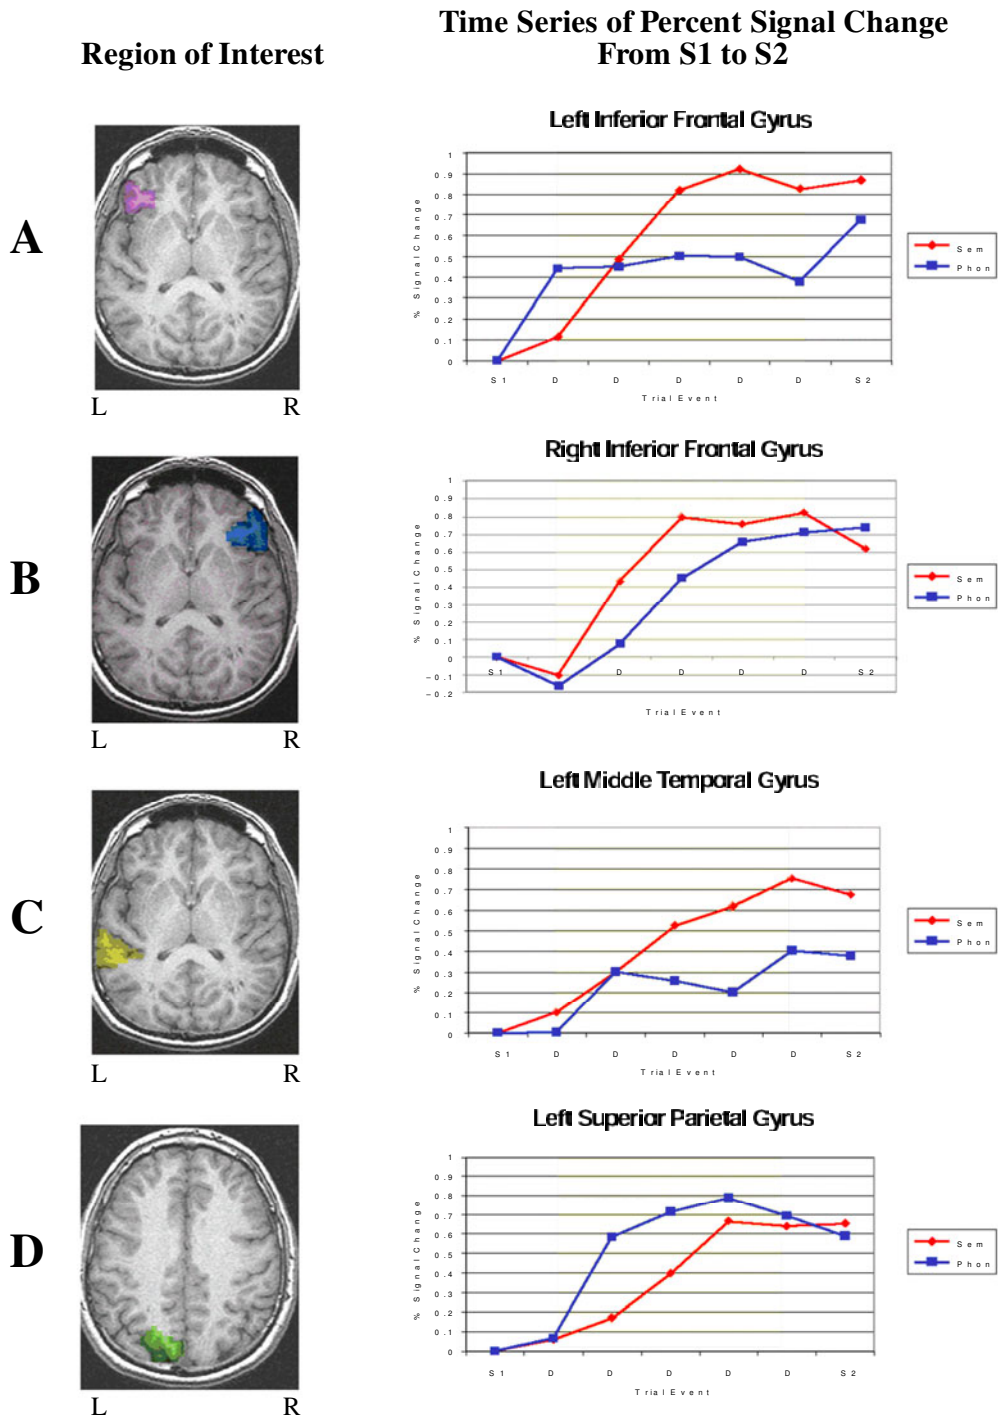 Region of Interest
Time Series of Percent Signal Change
From S1 to S2
A
L R
Left Inferior Frontal Gyrus
% Signal Change
1
0.9
0.8
0.7
0.6
0.5
0.4
0.3
0.2
0.1
0
S1 D D D D D S2
Trial Event
Sem
Phon
B
L R
Right Inferior Frontal Gyrus
% Signal Change
1
0.9
0.8
0.7
0.6
0.5
0.4
0.3
0.2
0.1
0
-0.1
-0.2
S1 D D D D S2
Trial Event
Sem
Phon
C
L R
Left Middle Temporal Gyrus
% Signal Change
1
0.9
0.8
0.7
0.6
0.5
0.4
0.3
0.2
0.1
0
S1 D D D D D S2
Trial Event
Sem
Phon
D
L R
Left Superior Parietal Gyrus
% Signal Change
1
0.9
0.8
0.7
0.6
0.5
0.4
0.3
0.2
0.1
0
S1 D D D D D S2
Trial Event
Sem
Phon